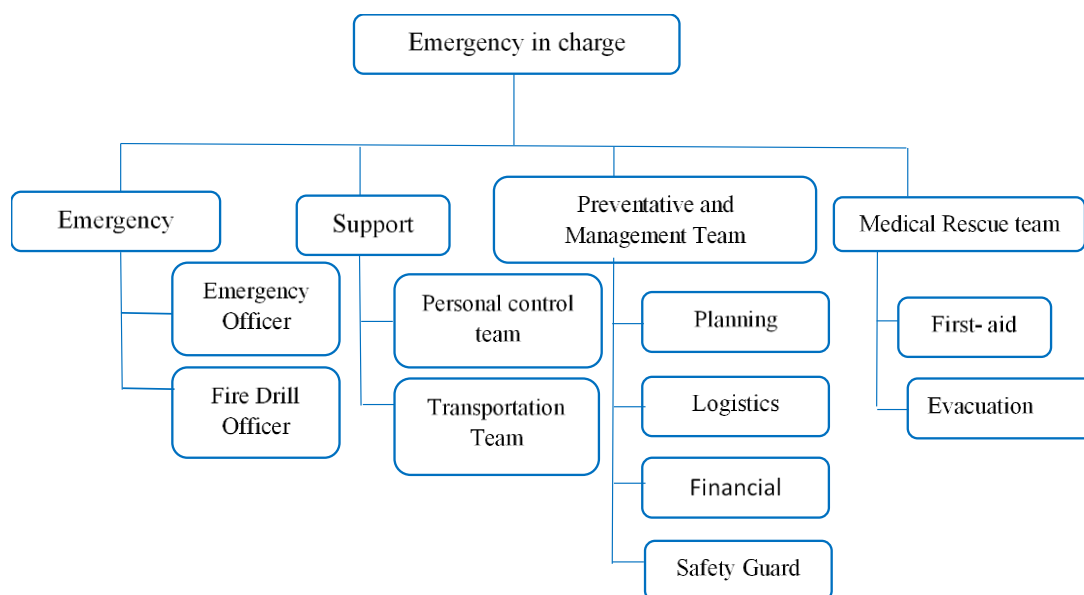 Emergency in charge
Emergency
Support
Preventative and
Management Team
Medical Rescue team
Emergency
Officer
Fire Drill
Officer
Personal control
team
Transportation
Team
Planning
Logistics
Financial
Safety Guard
First- aid
Evacuation